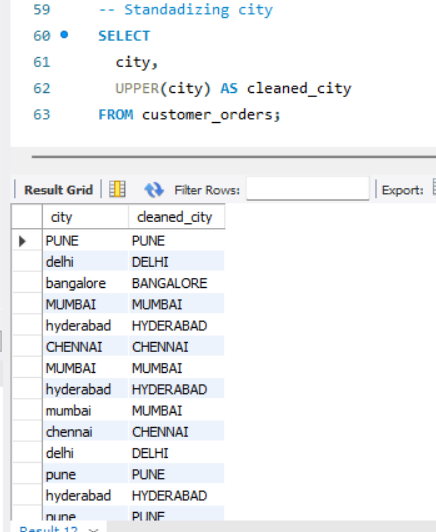 59 -- Standadizing city
60 SELECT
61 city,
62 UPPER(city) AS cleaned_city
63 FROM customer_orders;
Result Grid Filter Rows: Export:
city cleaned_city
PUNE PUNE
delhi DELHI
bangalore BANGALORE
MUMBAI MUMBAI
hyderabad HYDERABAD
CHENNAI CHENNAI
MUMBAI MUMBAI
hyderabad HYDERABAD
mumbai MUMBAI
chennai CHENNAI
delhi DELHI
pune PUNE
hyderabad HYDERABAD
pune PUNE
Result 12